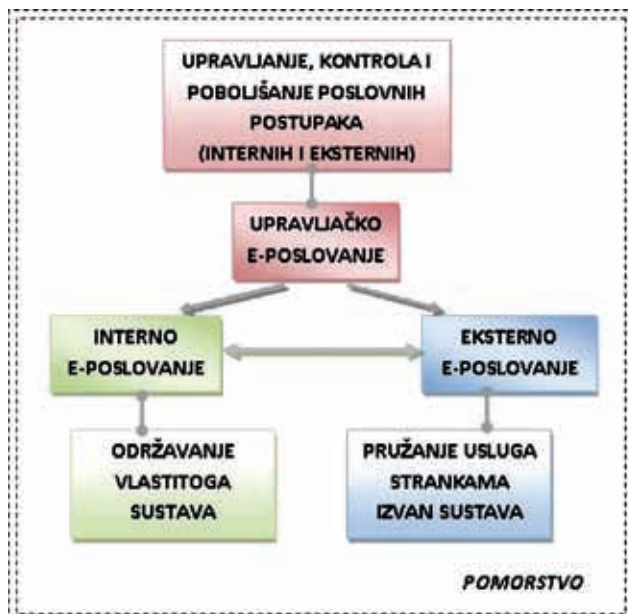 UPRAVLJANJE, KONTROLA I
POBOLJŠANJE POSLOVNIH
POSTUPAKA
(INTERNIH I EKSTERNIH)
UPRAVLJAČKO
E-POSLOVANJE
INTERNO
E-POSLOVANJE
EKSTERNO
E-POSLOVANJE
ODRŽAVANJE
VLASTITOGA
SUSTAVA
PRUŽANJE USLUGA
STRANKAMA
IZVAN SUSTAVA
POMORSTVO